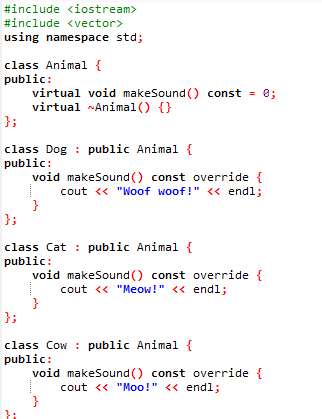 #include <iostream>
#include <vector>
using namespace std;

class Animal {
public:
    virtual void makeSound() const = 0;
    virtual ~Animal() {}
};

class Dog : public Animal {
public:
    void makeSound() const override {
        cout << "Woof woof!" << endl;
    }
};

class Cat : public Animal {
public:
    void makeSound() const override {
        cout << "Meow!" << endl;
    }
};

class Cow : public Animal {
public:
    void makeSound() const override {
        cout << "Moo!" << endl;
    }
};